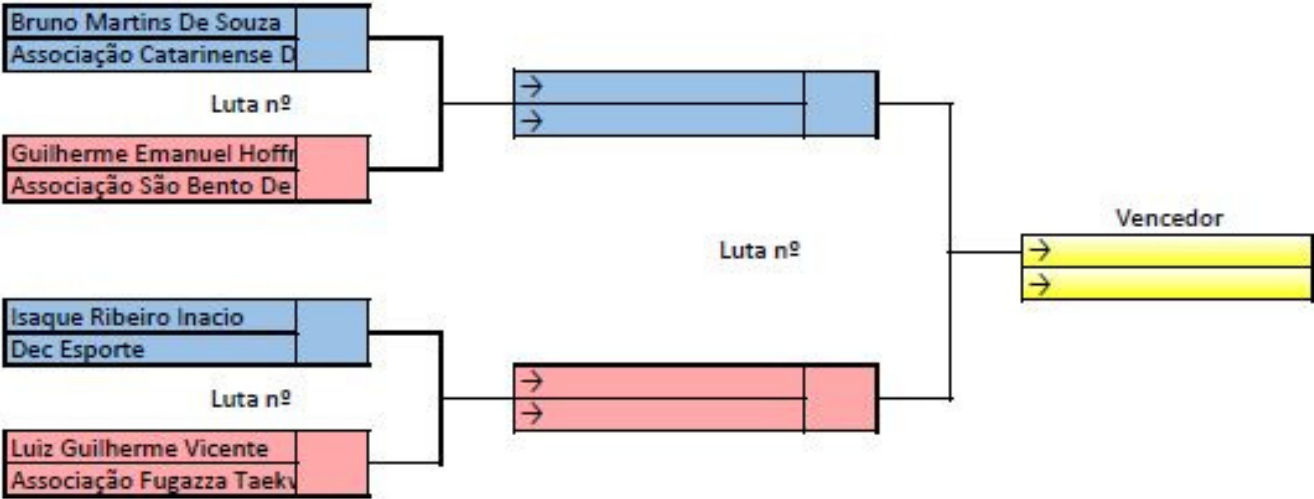 Bruno Martins De Souza
Associação Catarinense D
Luta nº
Guilherme Emanuel Hoffr
Associação São Bento De
→
→
Luta nº
Vencedor
→
→
Isaque Ribeiro Inacio
Dec Esporte
Luta nº
Luiz Guilherme Vicente
Associação Fugazza Taekv
→
→